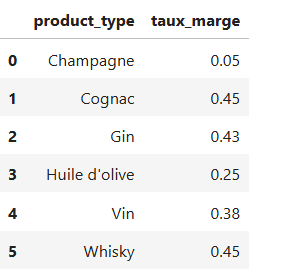 product_type taux_marge
0 Champagne 0.05
1 Cognac 0.45
2 Gin 0.43
3 Huile d'olive 0.25
4 Vin 0.38
5 Whisky 0.45